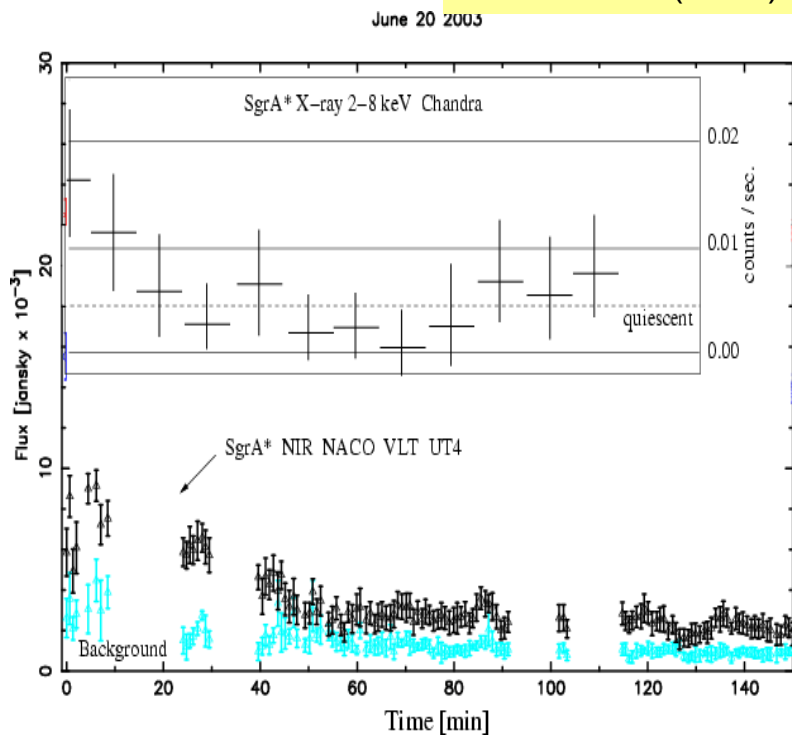 June 20 2003
30
SgrA* X-ray 2-8 keV Chandra
0.02
0.01
counts / sec.
20
quiescent
0.00
Flux [jansky × 10⁻³]
SgrA* NIR NACO VLT UT4
10
Background
0
0 20 40 60 80 100 120 140
Time [min]